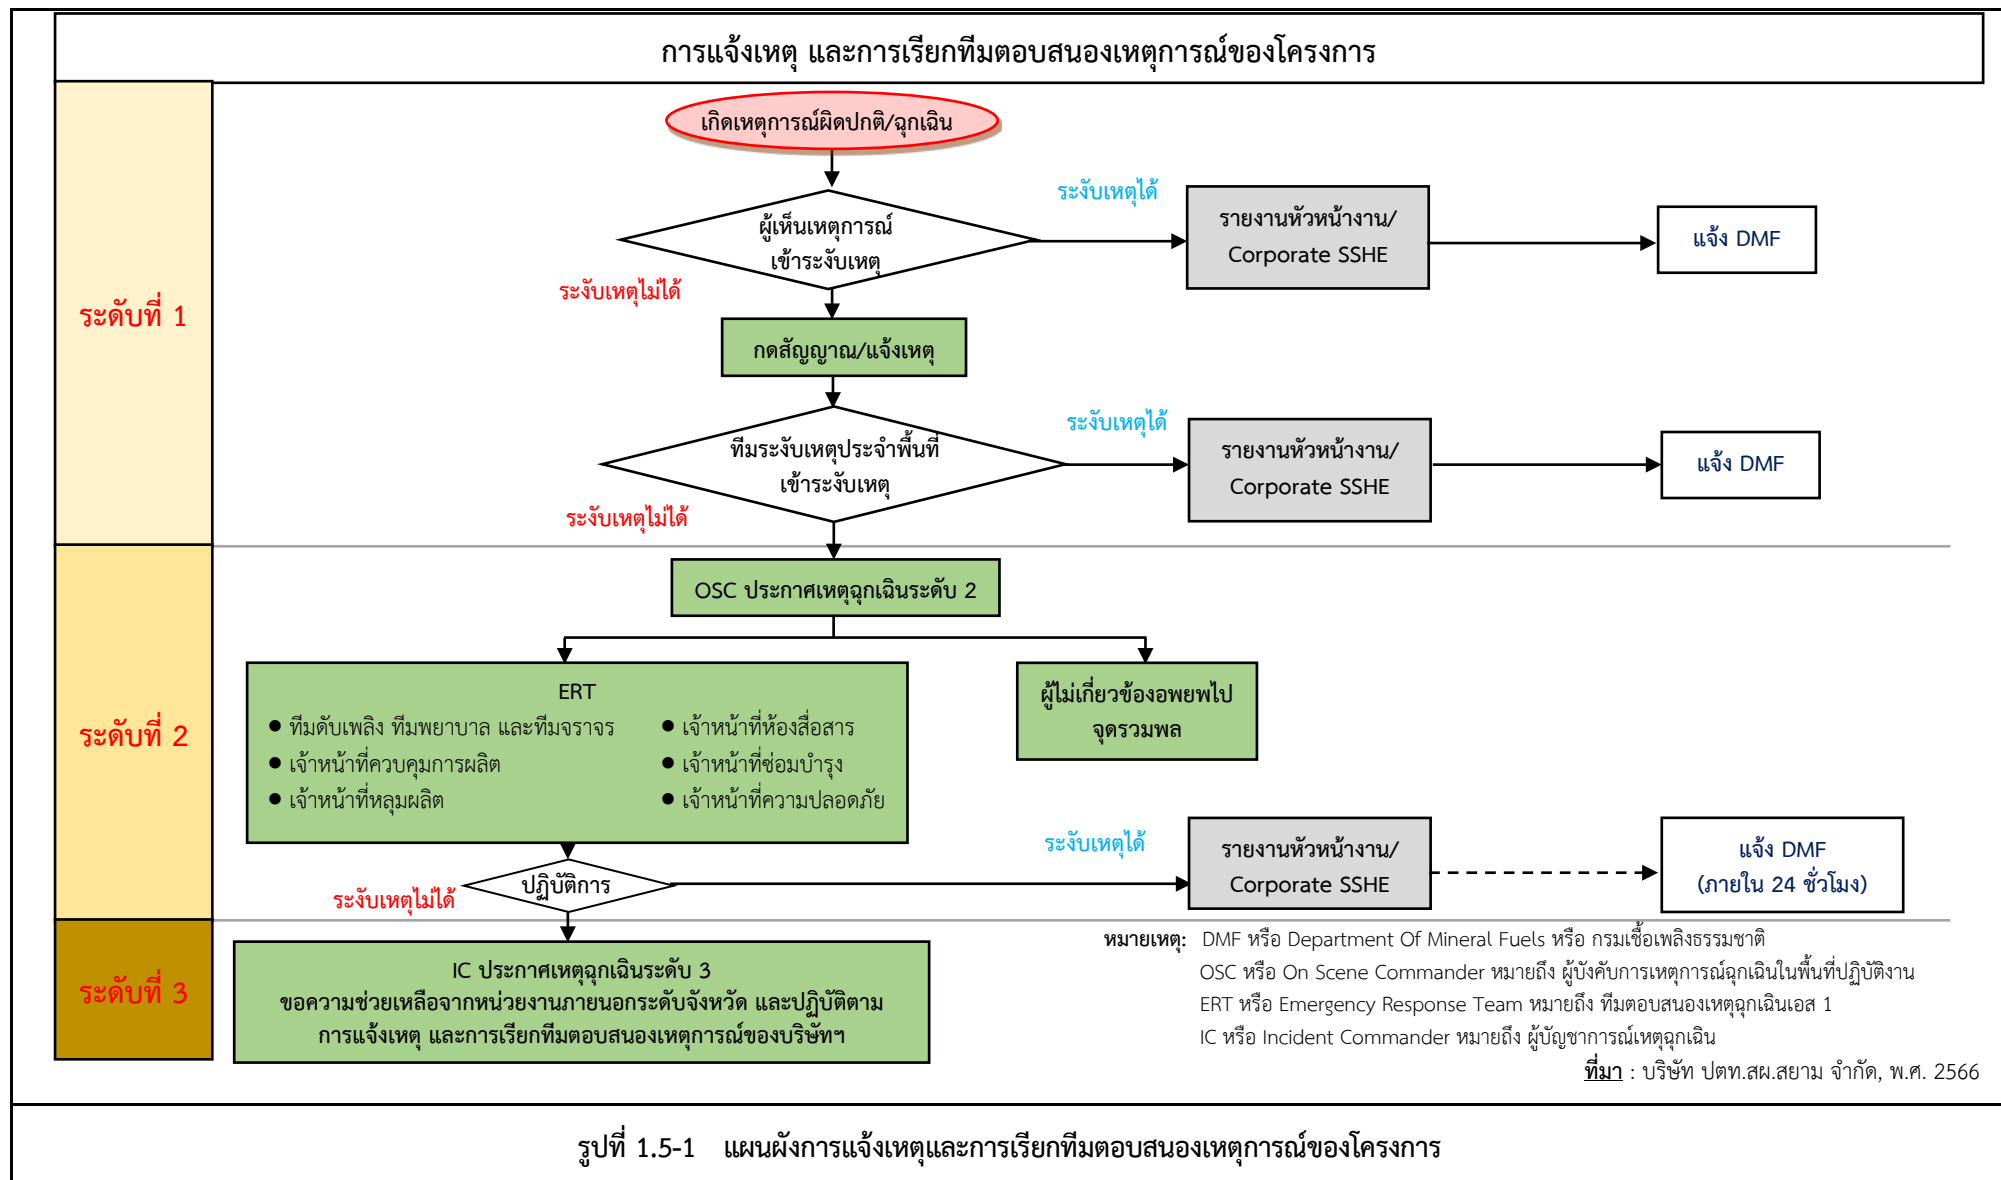 การแจ้งเหตุ และการเรียกทีมตอบสนองเหตุการณ์ของโครงการ
ระดับที่ 1
เกิดเหตุการณ์ผิดปกติ/ฉุกเฉิน
ผู้เห็นเหตุการณ์
เข้าระงับเหตุ
ระงับเหตุได้
รายงานหัวหน้างาน/
Corporate SSHE
แจ้ง DMF
ระงับเหตุไม่ได้
กดสัญญาณ/แจ้งเหตุ
ทีมระงับเหตุประจำพื้นที่
เข้าระงับเหตุ
ระงับเหตุได้
รายงานหัวหน้างาน/
Corporate SSHE
แจ้ง DMF
ระงับเหตุไม่ได้
ระดับที่ 2
OSC ประกาศเหตุฉุกเฉินระดับ 2
ERT
● ทีมดับเพลิง ทีมพยาบาล และทีมจราจร
● เจ้าหน้าที่ควบคุมการผลิต
● เจ้าหน้าที่หลุมผลิต
● เจ้าหน้าที่ห้องสื่อสาร
● เจ้าหน้าที่ซ่อมบำรุง
● เจ้าหน้าที่ความปลอดภัย
ผู้ไม่เกี่ยวข้องอพยพไป
จุดรวมพล
ปฏิบัติการ
ระงับเหตุได้
รายงานหัวหน้างาน/
Corporate SSHE
แจ้ง DMF
(ภายใน 24 ชั่วโมง)
ระงับเหตุไม่ได้
ระดับที่ 3
IC ประกาศเหตุฉุกเฉินระดับ 3
ขอความช่วยเหลือจากหน่วยงานภายนอกระดับจังหวัด และปฏิบัติตาม
การแจ้งเหตุ และการเรียกทีมตอบสนองเหตุการณ์ของบริษัทฯ
หมายเหตุ: DMF หรือ Department Of Mineral Fuels หรือ กรมเชื้อเพลิงธรรมชาติ
OSC หรือ On Scene Commander หมายถึง ผู้บังคับการเหตุการณ์ฉุกเฉินในพื้นที่ปฏิบัติงาน
ERT หรือ Emergency Response Team หมายถึง ทีมตอบสนองเหตุฉุกเฉินเอส 1
IC หรือ Incident Commander หมายถึง ผู้บัญชาการณ์เหตุฉุกเฉิน
ที่มา : บริษัท ปตท.สผ.สยาม จำกัด, พ.ศ. 2566
รูปที่ 1.5-1 แผนผังการแจ้งเหตุและการเรียกทีมตอบสนองเหตุการณ์ของโครงการ